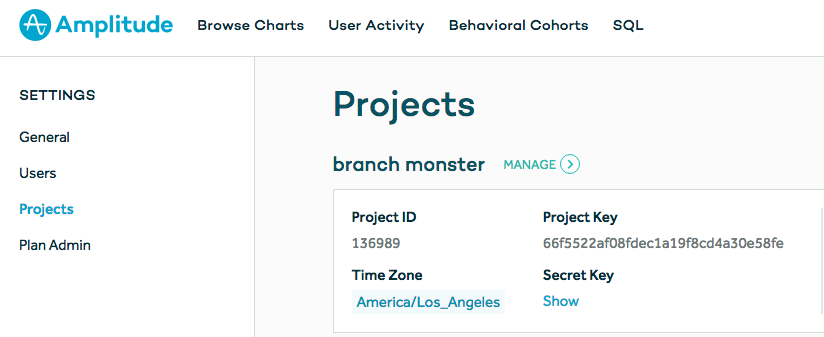 Amplitude Browse Charts User Activity Behavioral Cohorts SQL
SETTINGS
General
Users
Projects
Plan Admin
Projects
branch monster MANAGE
Project ID Project Key
136989 66f5522af08fdec1a19f8cd4a30e58fe
Time Zone Secret Key
America/Los_Angeles Show